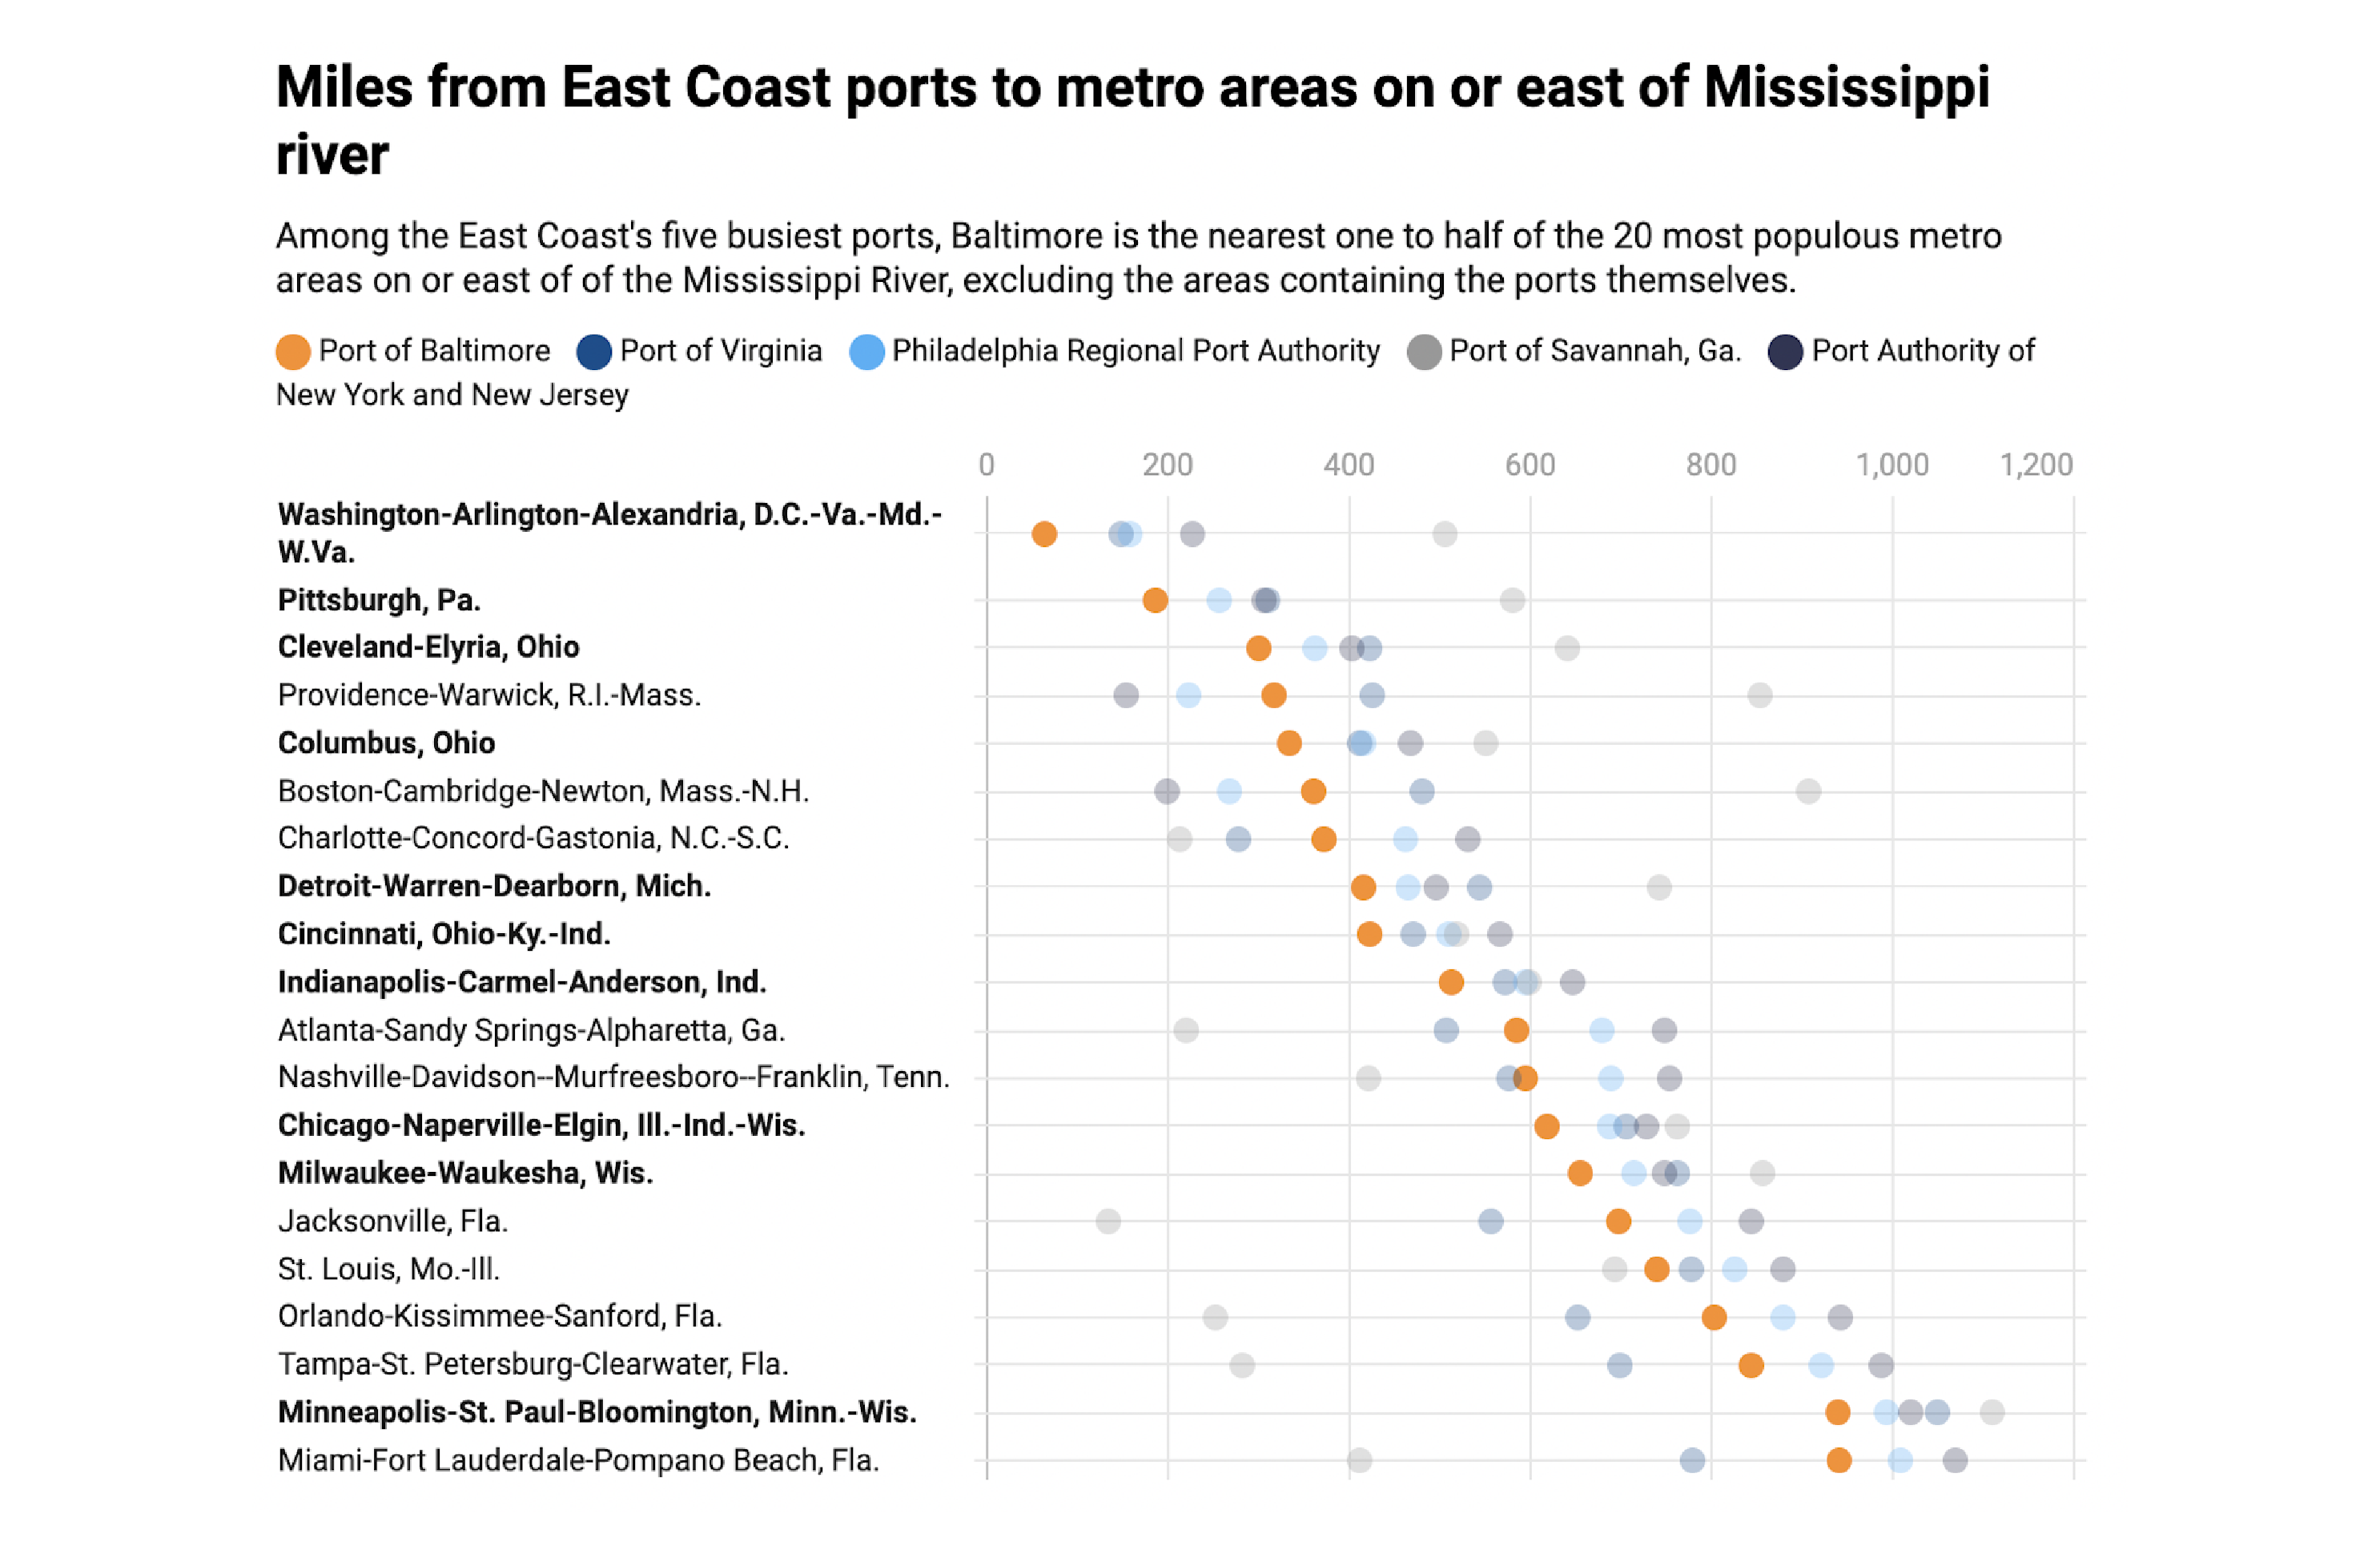 Miles from East Coast ports to metro areas on or east of Mississippi
river
Among the East Coast's five busiest ports, Baltimore is the nearest one to half of the 20 most populous metro
areas on or east of of the Mississippi River, excluding the areas containing the ports themselves.
Port of Baltimore Port of Virginia Philadelphia Regional Port Authority Port of Savannah, Ga. Port Authority of
New York and New Jersey
0 200 400 600 800 1,000 1,200
Washington-Arlington-Alexandria, D.C.-Va.-Md.-
W.Va.
Pittsburgh, Pa.
Cleveland-Elyria, Ohio
Providence-Warwick, R.I.-Mass.
Columbus, Ohio
Boston-Cambridge-Newton, Mass.-N.H.
Charlotte-Concord-Gastonia, N.C.-S.C.
Detroit-Warren-Dearborn, Mich.
Cincinnati, Ohio-Ky.-Ind.
Indianapolis-Carmel-Anderson, Ind.
Atlanta-Sandy Springs-Alpharetta, Ga.
Nashville-Davidson--Murfreesboro--Franklin, Tenn.
Chicago-Naperville-Elgin, Ill.-Ind.-Wis.
Milwaukee-Waukesha, Wis.
Jacksonville, Fla.
St. Louis, Mo.-Ill.
Orlando-Kissimmee-Sanford, Fla.
Tampa-St. Petersburg-Clearwater, Fla.
Minneapolis-St. Paul-Bloomington, Minn.-Wis.
Miami-Fort Lauderdale-Pompano Beach, Fla.